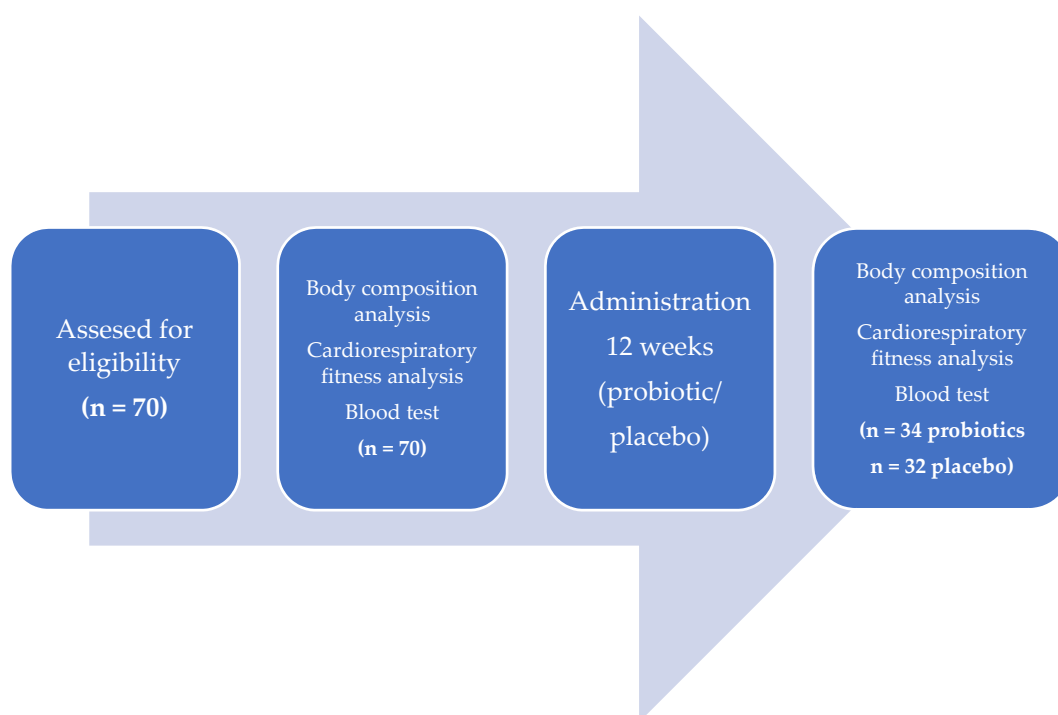 Assesed for
eligibility
(n = 70)
Body composition
analysis
Cardiorespiratory
fitness analysis
Blood test
(n = 70)
Administration
12 weeks
(probiotic/
placebo)
Body composition
analysis
Cardiorespiratory
fitness analysis
Blood test
(n = 34 probiotics
n = 32 placebo)